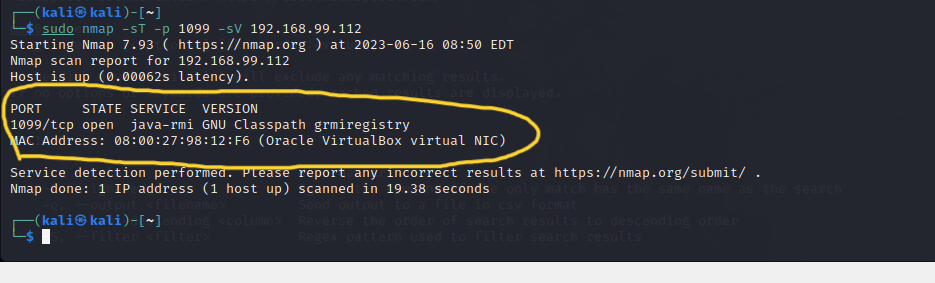 ┌──(kali㉿kali)-[~]
└─$ sudo nmap -sT -p 1099 -sV 192.168.99.112
Starting Nmap 7.93 ( https://nmap.org ) at 2023-06-16 08:50 EDT
Nmap scan report for 192.168.99.112
Host is up (0.00062s latency).
PORT     STATE SERVICE  VERSION
1099/tcp open  java-rmi GNU Classpath grmiregistry
MAC Address: 08:00:27:98:12:F6 (Oracle VirtualBox virtual NIC)
Service detection performed. Please report any incorrect results at https://nmap.org/submit/ .
Nmap done: 1 IP address (1 host up) scanned in 19.38 seconds
┌──(kali㉿kali)-[~]
└─$